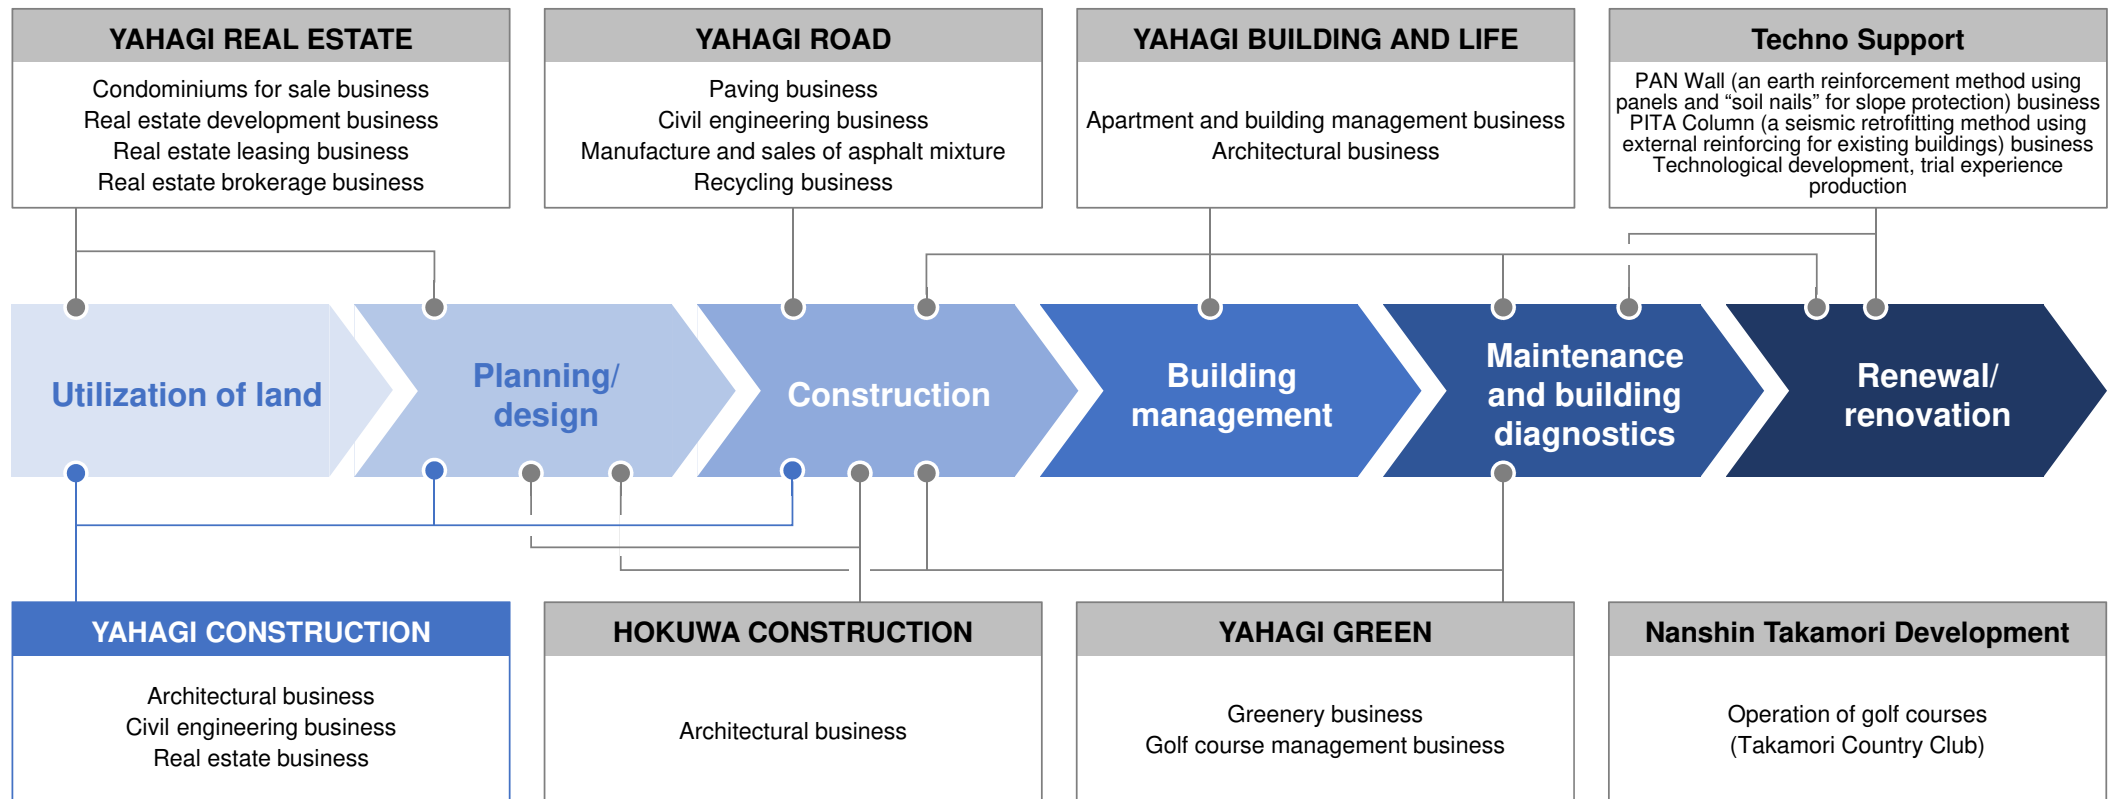 YAHAGI REAL ESTATE
Condominiums for sale business
Real estate development business
Real estate leasing business
Real estate brokerage business
YAHAGI ROAD
Paving business
Civil engineering business
Manufacture and sales of asphalt mixture
Recycling business
YAHAGI BUILDING AND LIFE
Apartment and building management business
Architectural business
Techno Support
PAN Wall (an earth reinforcement method using
panels and “soil nails” for slope protection) business
PITA Column (a seismic retrofitting method using
external reinforcing for existing buildings) business
Technological development, trial experience
production
Utilization of land
Planning/
design
Construction
Building
management
Maintenance
and building
diagnostics
Renewal/
renovation
YAHAGI CONSTRUCTION
Architectural business
Civil engineering business
Real estate business
HOKUWA CONSTRUCTION
Architectural business
YAHAGI GREEN
Greenery business
Golf course management business
Nanshin Takamori Development
Operation of golf courses
(Takamori Country Club)